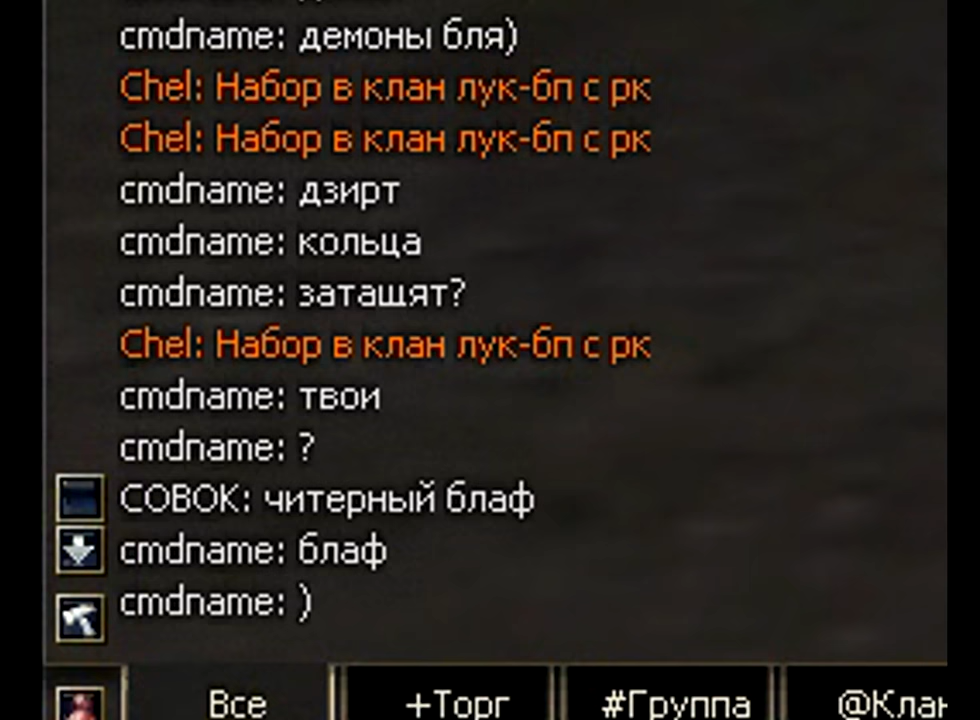 cmdname: демоны бля)
Chel: Набор в клан лук-бп с рк
Chel: Набор в клан лук-бп с рк
cmdname: дзирт
cmdname: кольца
cmdname: заташят?
Chel: Набор в клан лук-бп с рк
cmdname: твои
cmdname: ?
СОВОК: читерный блаф
cmdname: блаф
cmdname: )
Все +Торг #Группа @Клан